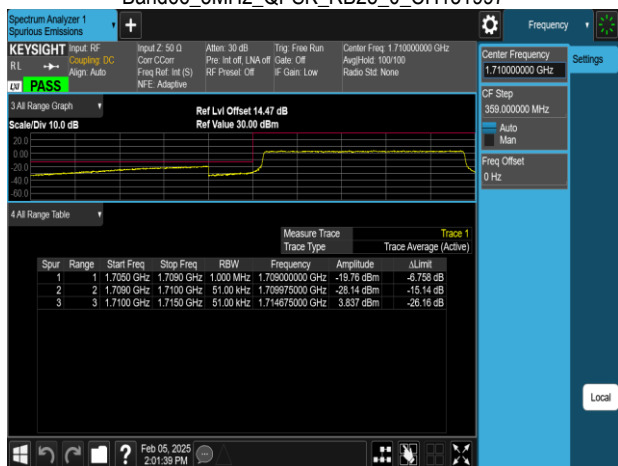 Spectrum Analyzer 1
Spurious Emissions
Frequency
KEYSIGHT
RL
PASS
Input: RF
Coupling: DC
Align: Auto
Input Z: 50 Ω
Corr CCorr
Freq Ref: Int (S)
NFE: Adaptive
Atten: 30 dB
Pre: Int off, LNA off
RF Preset: Off
Trig: Free Run
Gate: Off
IF Gain: Low
Center Freq: 1.710000000 GHz
Avg|Hold: 100/100
Radio Std: None
Center Frequency
1.710000000 GHz
Settings
CF Step
359.000000 MHz
Auto
Man
Freq Offset
0 Hz
3 All Range Graph
Scale/Div 10.0 dB
Ref Lvl Offset 14.47 dB
Ref Value 30.00 dBm
20.0
0.00
-20.0
-40.0
-60.0
4 All Range Table
Measure Trace Trace 1
Trace Type Trace Average (Active)
Spur Range Start Freq Stop Freq RBW Frequency Amplitude ΔLimit
1 1 1.7050 GHz 1.7090 GHz 1.000 MHz 1.709000000 GHz -19.76 dBm -6.758 dB
2 2 1.7090 GHz 1.7100 GHz 51.00 kHz 1.709975000 GHz -28.14 dBm -15.14 dB
3 3 1.7100 GHz 1.7150 GHz 51.00 kHz 1.714675000 GHz 3.837 dBm -26.16 dB
Local
Feb 05, 2025
2:01:39 PM